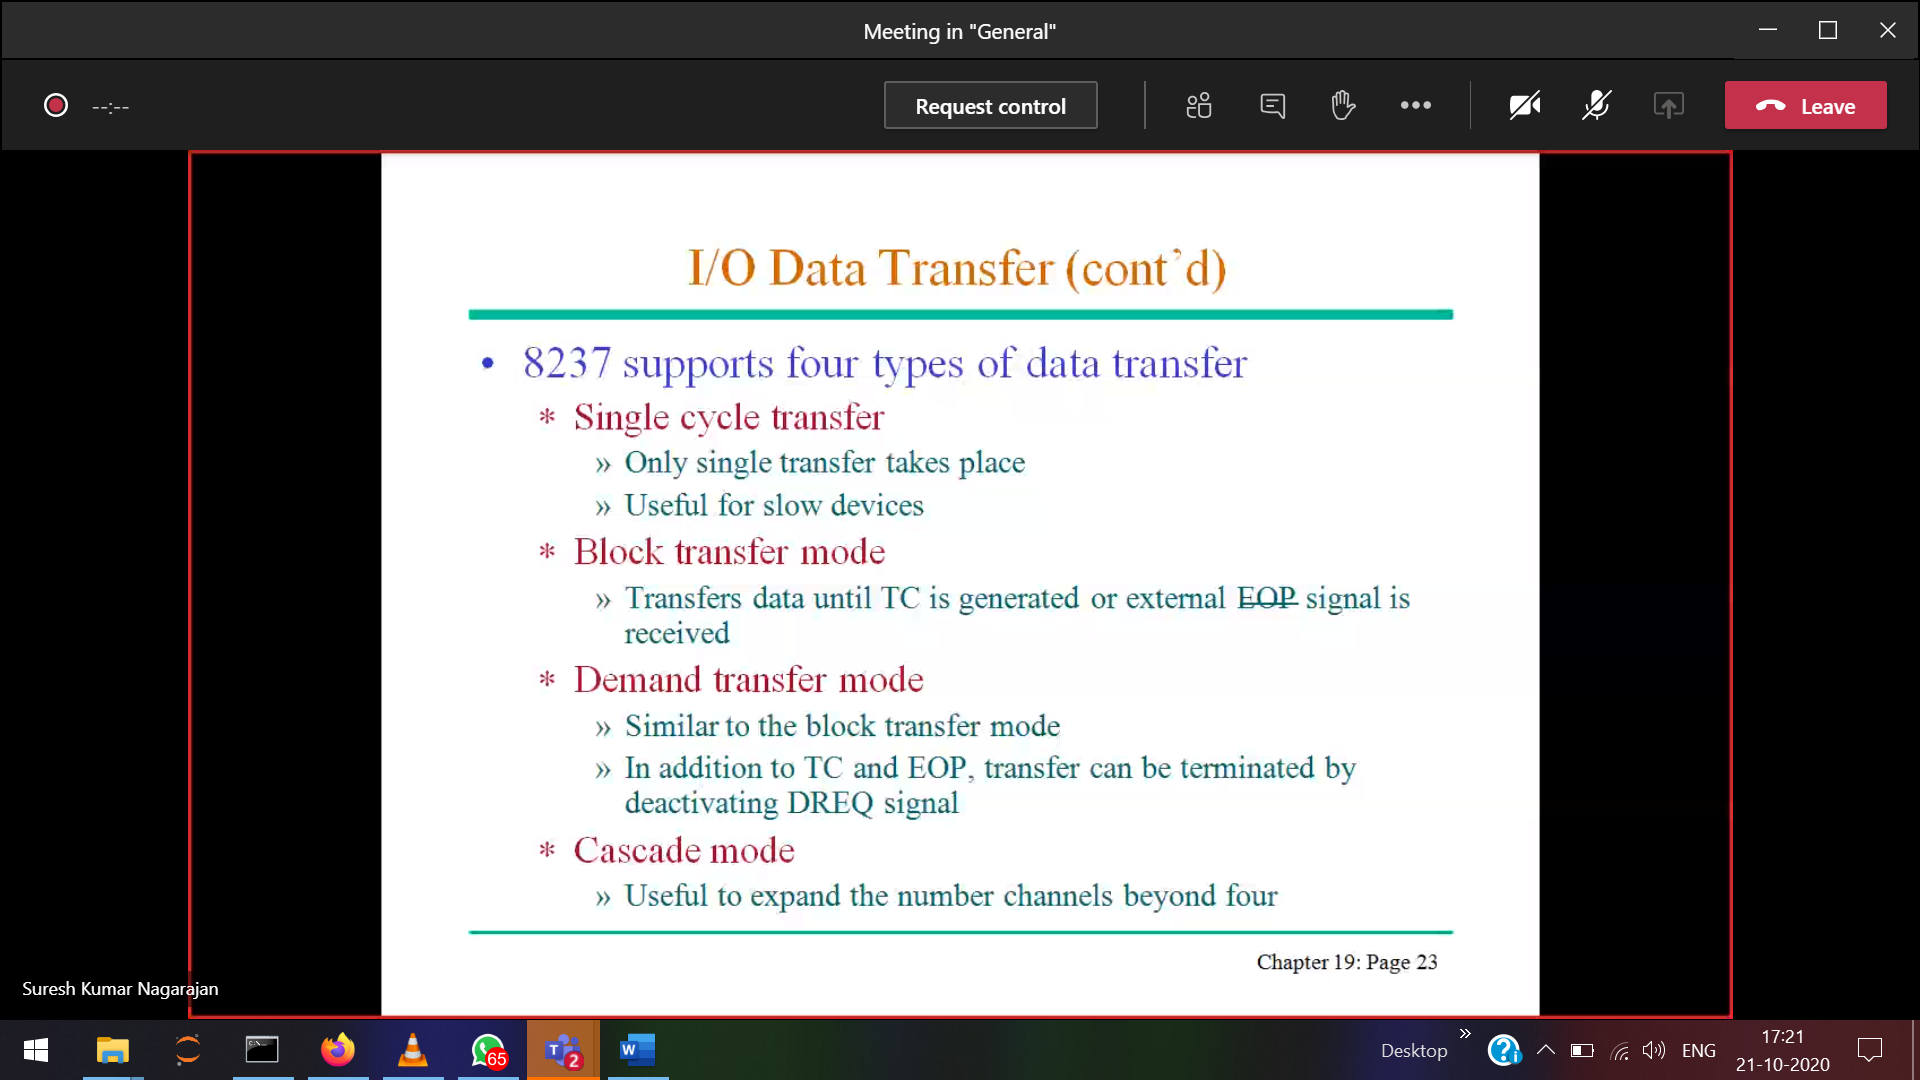 Meeting in "General"
--:--
Request control
Leave
I/O Data Transfer (cont’d)
• 8237 supports four types of data transfer
* Single cycle transfer
» Only single transfer takes place
» Useful for slow devices
* Block transfer mode
» Transfers data until TC is generated or external EOP signal is
received
* Demand transfer mode
» Similar to the block transfer mode
» In addition to TC and EOP, transfer can be terminated by
deactivating DREQ signal
* Cascade mode
» Useful to expand the number channels beyond four
Chapter 19: Page 23
Suresh Kumar Nagarajan
65
T
2
W
Desktop
ENG
17:21
21-10-2020